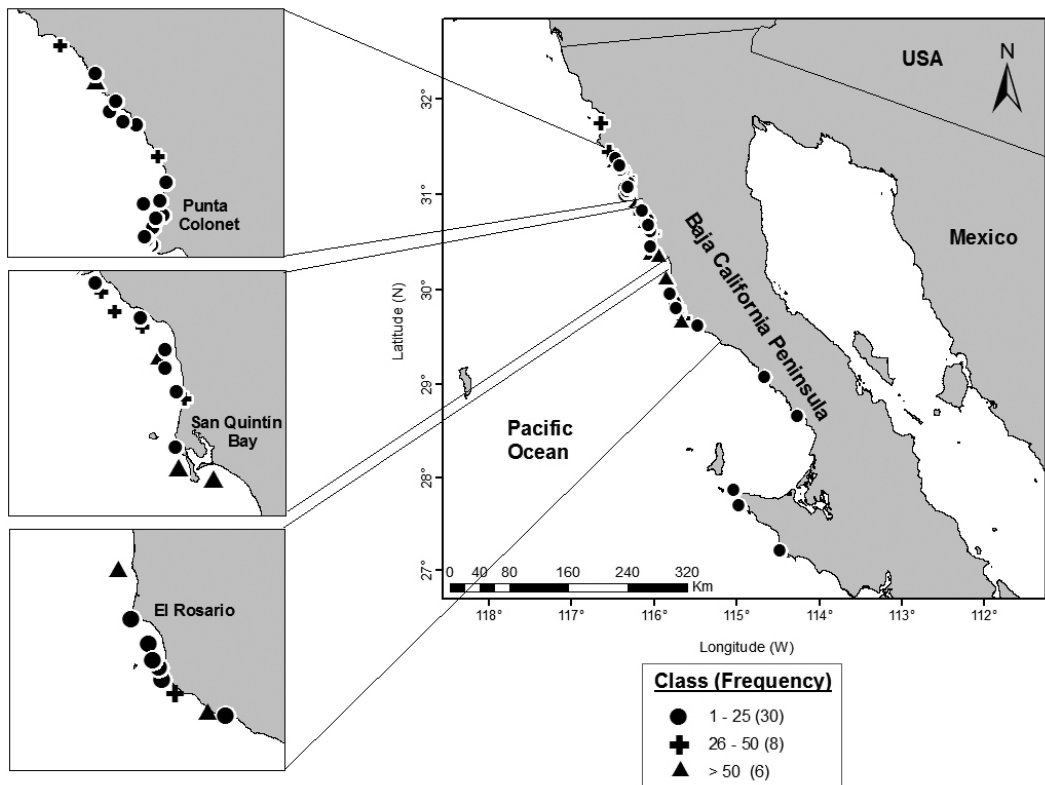 Punta
Colonet
San Quintín
Bay
El Rosario
USA
N
Mexico
Baja California Peninsula
Pacific
Ocean
Latitude (N)
32°
31°
30°
29°
28°
27°
0 40 80 160 240 320
Km
118° 117° 116° 115° 114° 113° 112°
Longitude (W)
Class (Frequency)
1 - 25 (30)
26 - 50 (8)
> 50 (6)